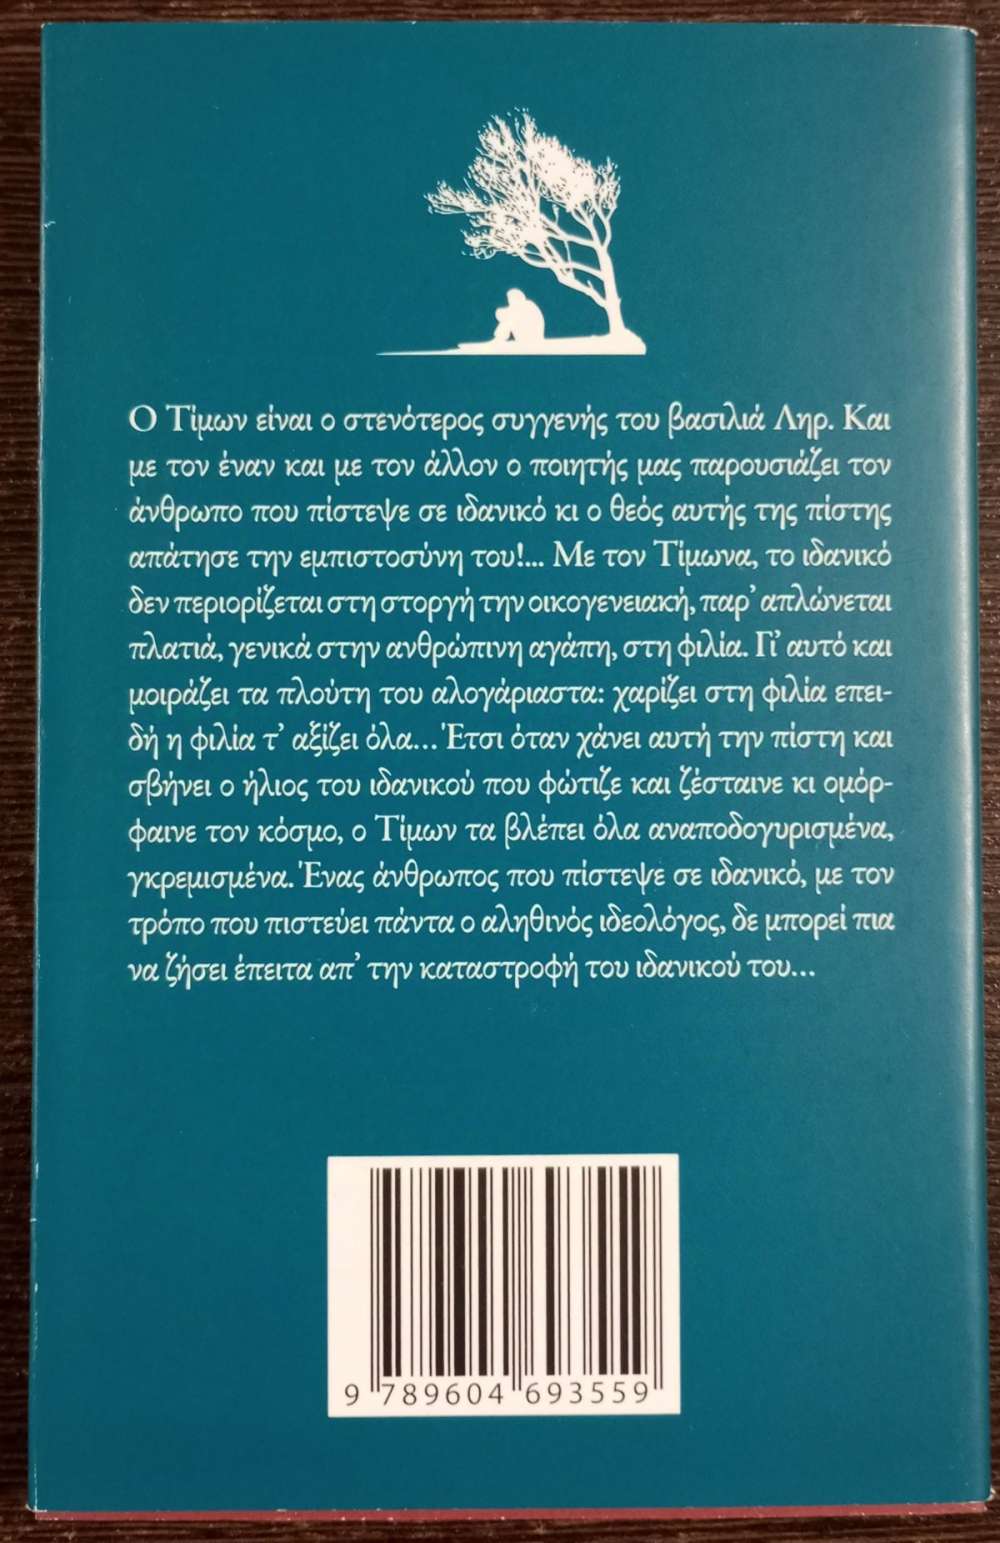 Ο Τίμων είναι ο στενότερος συγγενής του βασιλιά Ληρ. Και
με τον έναν και με τον άλλον ο ποιητής μας παρουσιάζει τον
άνθρωπο που πίστεψε σε ιδανικό κι ο θεός αυτής της πίστης
απάτησε την εμπιστοσύνη του!... Με τον Τίμωνα, το ιδανικό
δεν περιορίζεται στη στοργή την οικογενειακή, παρ’ απλώνεται
πλατιά, γενικά στην ανθρώπινη αγάπη, στη φιλία. Γι’ αυτό και
μοιράζει τα πλούτη του αλογάριαστα: χαρίζει στη φιλία επει-
δή η φιλία τ’ αξίζει όλα... Έτσι όταν χάνει αυτή την πίστη και
σβήνει ο ήλιος του ιδανικού που φώτιζε και ζέσταινε κι ομόρ-
φαινε τον κόσμο, ο Τίμων τα βλέπει όλα αναποδογυρισμένα,
γκρεμισμένα. Ένας άνθρωπος που πίστεψε σε ιδανικό, με τον
τρόπο που πιστεύει πάντα ο αληθινός ιδεολόγος, δε μπορεί πια
να ζήσει έπειτα απ’ την καταστροφή του ιδανικού του...
9 789604 693559